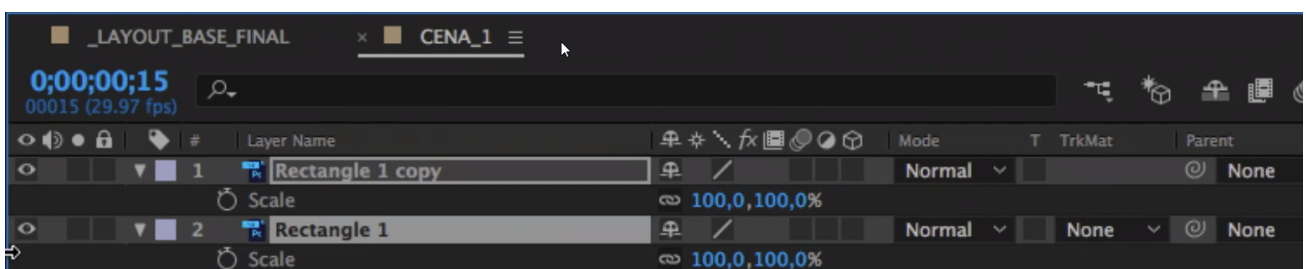 _LAYOUT_BASE_FINAL × CENA_1
0;00;00;15
00015 (29.97 fps)
# Layer Name fx Mode T TrkMat Parent
1 Rectangle 1 copy Normal None
Scale 100,0,100,0%
2 Rectangle 1 Normal None None
Scale 100,0,100,0%